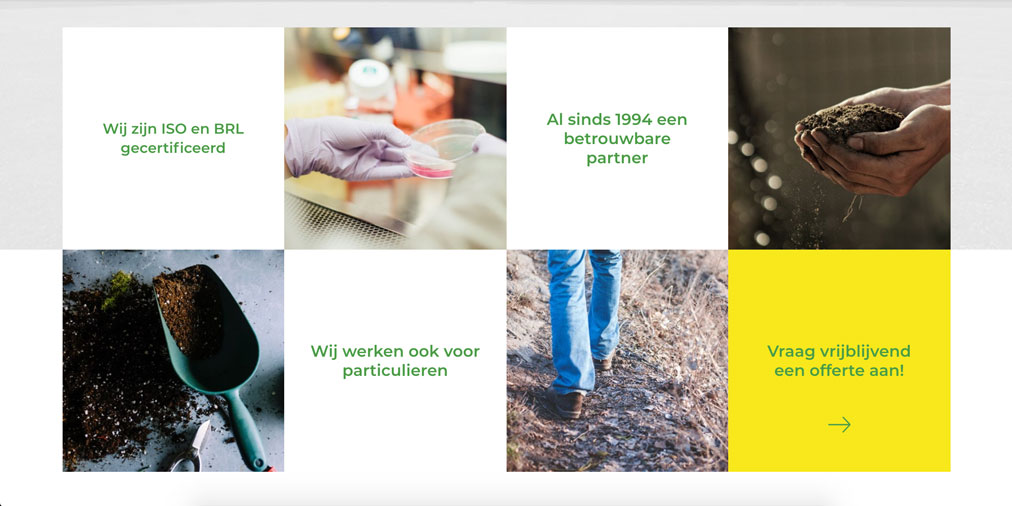 Wij zijn ISO en BRL
gecertificeerd
Al sinds 1994 een
betrouwbare
partner
Wij werken ook voor
particulieren
Vraag vrijblijvend
een offerte aan!